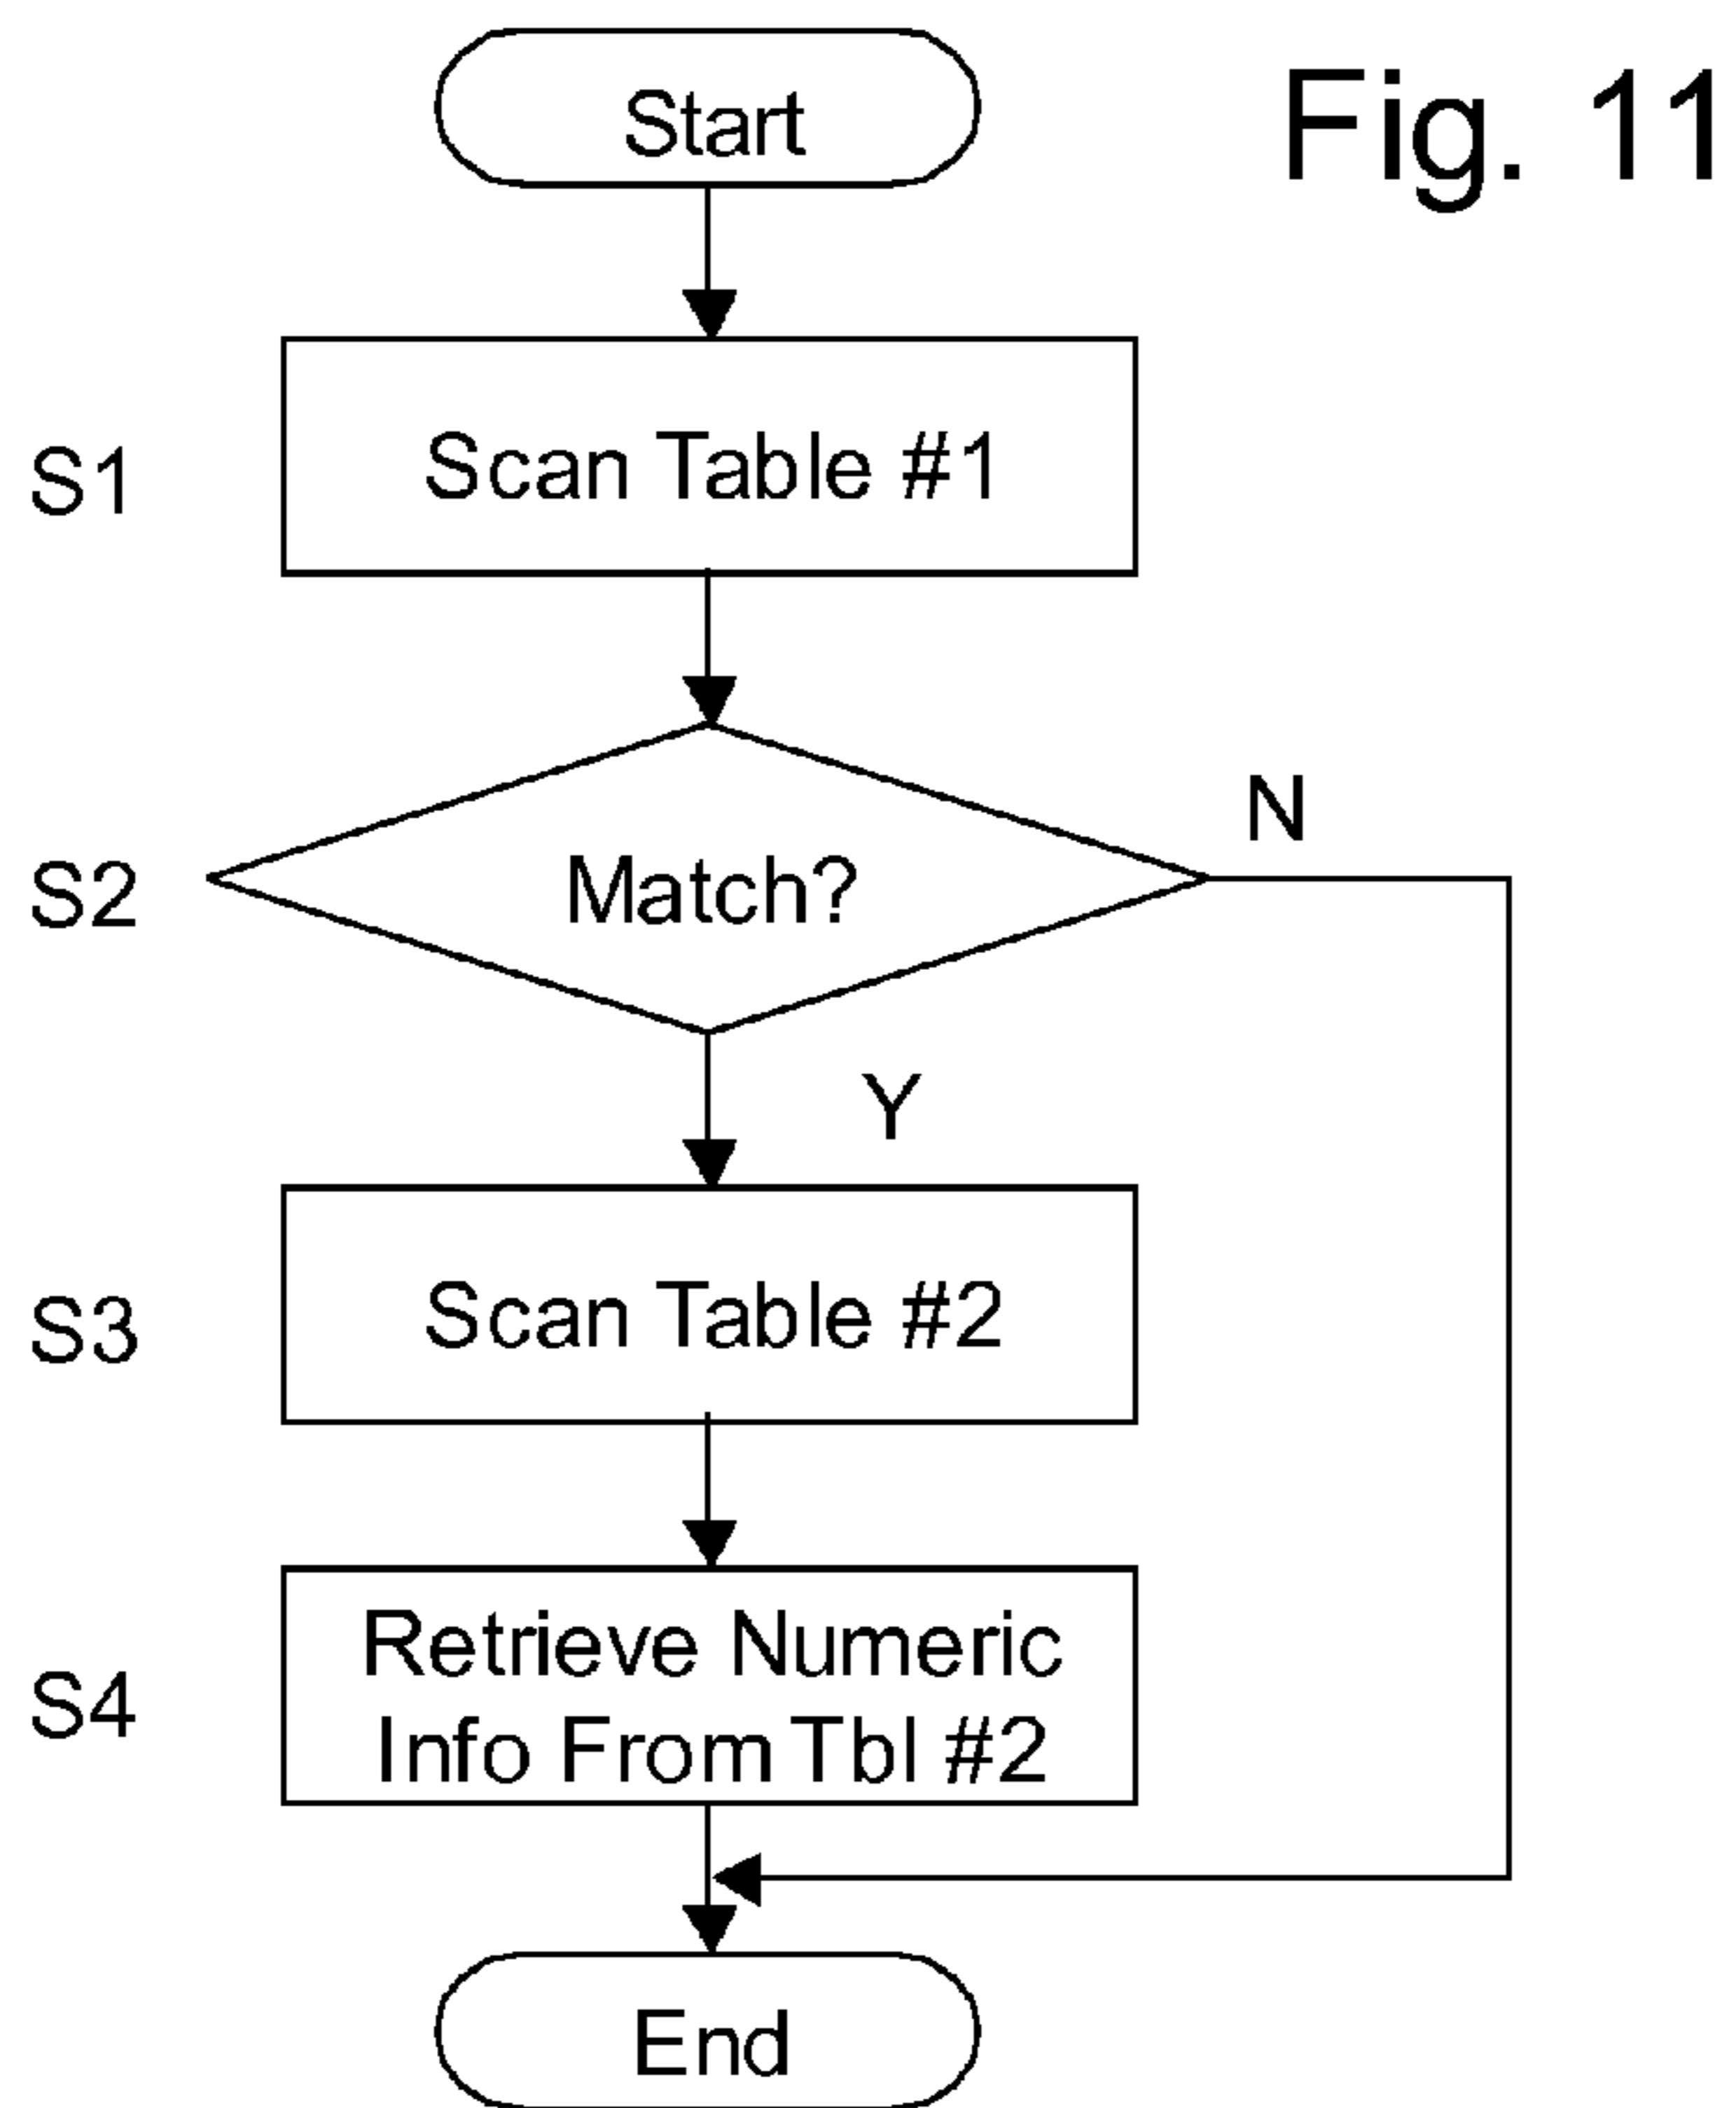 Fig. 11
Start
S1
Scan Table #1
S2
Match?
N
Y
S3
Scan Table #2
S4
Retrieve Numeric
Info From Tbl #2
End